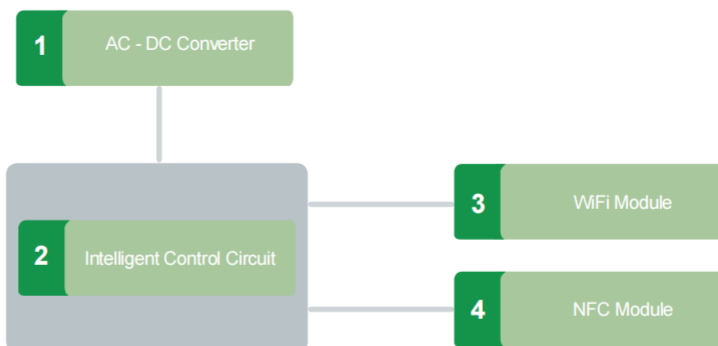 1 AC - DC Converter
2 Intelligent Control Circuit
3 WiFi Module
4 NFC Module